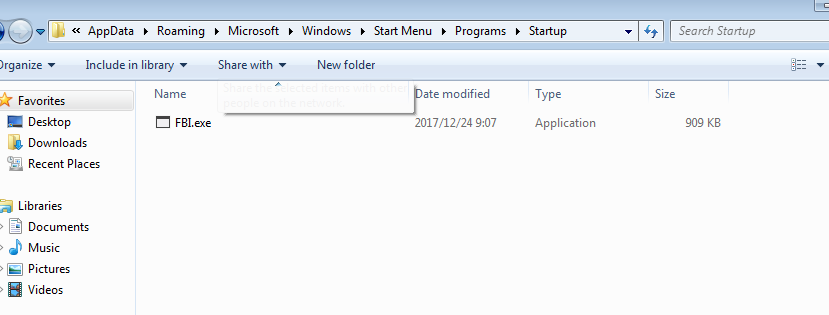 « AppData Roaming Microsoft Windows Start Menu Programs Startup Search Startup
Organize Include in library Share with New folder
Share the selected items with other
people on the network.
Name Date modified Type Size
FBI.exe 2017/12/24 9:07 Application 909 KB
Favorites
Desktop
Downloads
Recent Places
Libraries
Documents
Music
Pictures
Videos